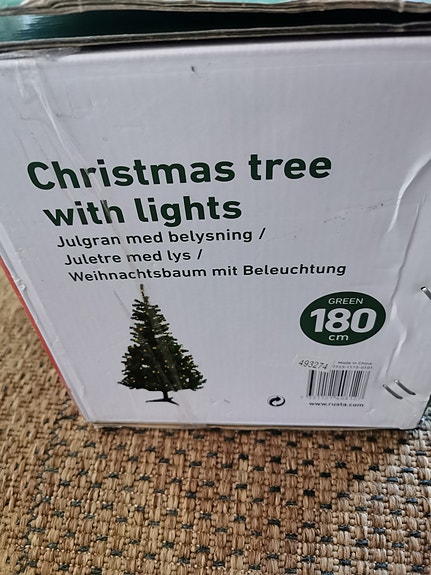 Christmas tree
with lights
Julgran med belysning /
Juletre med lys /
Weihnachtsbaum mit Beleuchtung
GREEN
180
cm
493274
Made in China
www.rusta.com